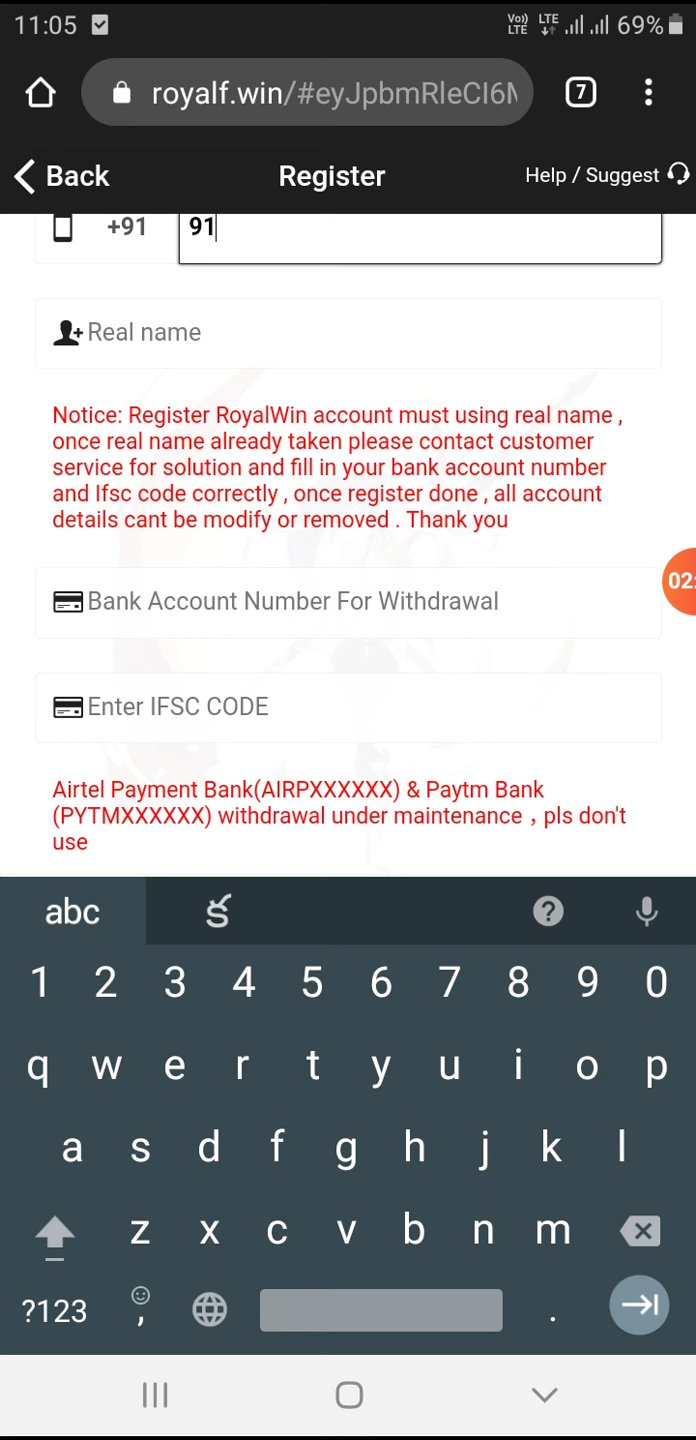 11:05 Vo)) LTE LTE 69%
royalf.win/#eyJpbmRleCI6 7
Back Register Help / Suggest
+91 91
Real name
Notice: Register RoyalWin account must using real name ,
once real name already taken please contact customer
service for solution and fill in your bank account number
and Ifsc code correctly , once register done , all account
details cant be modify or removed . Thank you
02:
Bank Account Number For Withdrawal
Enter IFSC CODE
Airtel Payment Bank(AIRPXXXXXX) & Paytm Bank
(PYTMXXXXXX) withdrawal under maintenance , pls don't
use
abc ?
1 2 3 4 5 6 7 8 9 0
q w e r t y u i o p
a s d f g h j k l
z x c v b n m
?123 , .